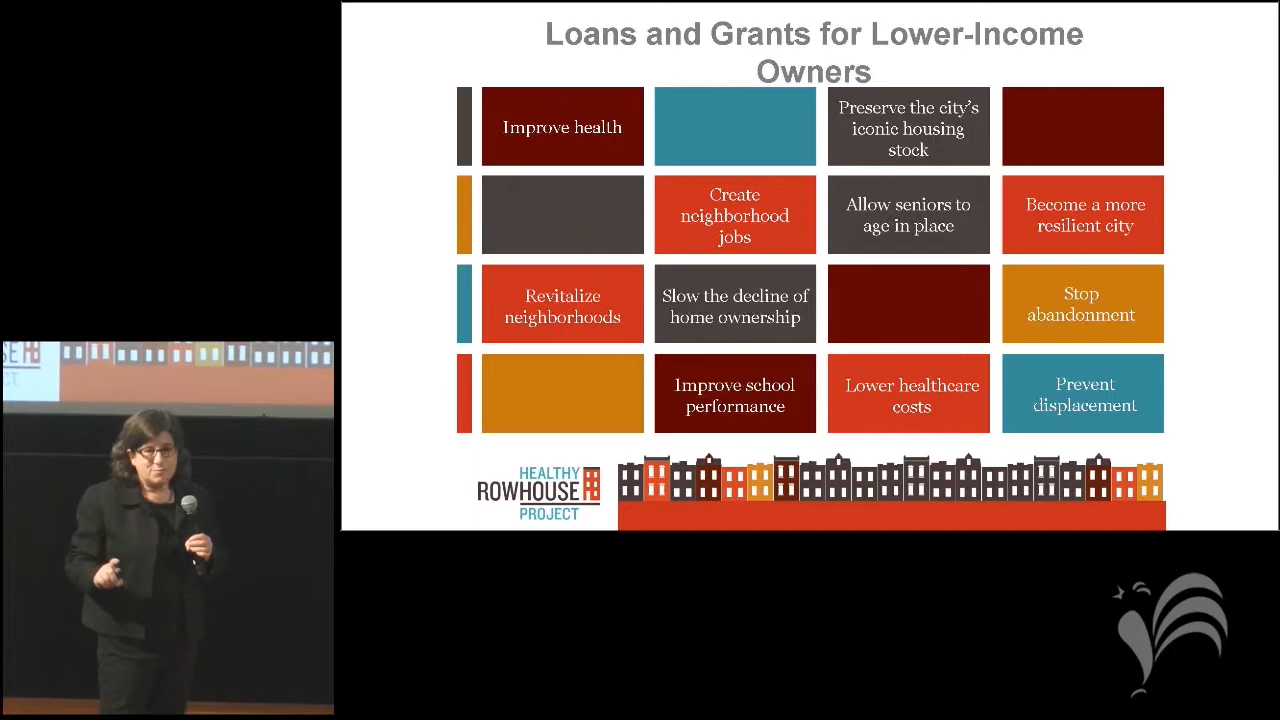 Loans and Grants for Lower-Income
Owners
Improve health
Preserve the city's
iconic housing
stock
Create
neighborhood
jobs
Allow seniors to
age in place
Become a more
resilient city
Revitalize
neighborhoods
Slow the decline of
home ownership
Stop
abandonment
Improve school
performance
Lower healthcare
costs
Prevent
displacement
HEALTHY
ROWHOUSE
PROJECT
SE
CT